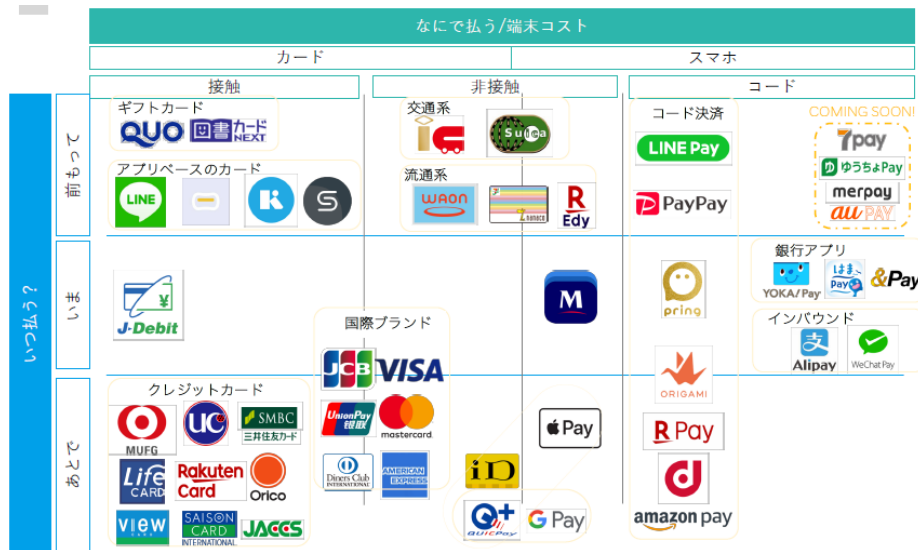 なにで払う/端末コスト
カード
スマホ
接触
非接触
コード
いつ払う?
前もって
いま
あとで
ギフトカード
QUO
図書カード
NEXT
アプリベースのカード
LINE
K
S
交通系
ic
Suica
流通系
WAON
nanaco
R
Edy
コード決済
LINE Pay
PayPay
COMING SOON!
7pay
ゆうちょPay
merpay
au PAY
J-Debit
M
pring
銀行アプリ
YOKA!Pay
はま Pay
&Pay
インバウンド
支
Alipay
WeChat Pay
国際ブランド
JCB
VISA
UnionPay
银联
mastercard
Diners Club
INTERNATIONAL
AMERICAN
EXPRESS
クレジットカード
MUFG
UC
SMBC
三井住友カード
Life
CARD
Rakuten
Card
Orico
VIEW
CARD
SAISON
CARD
INTERNATIONAL
JACCS
Pay
iD
Q+
QUICPay
G Pay
ORIGAMI
R Pay
d
amazon pay